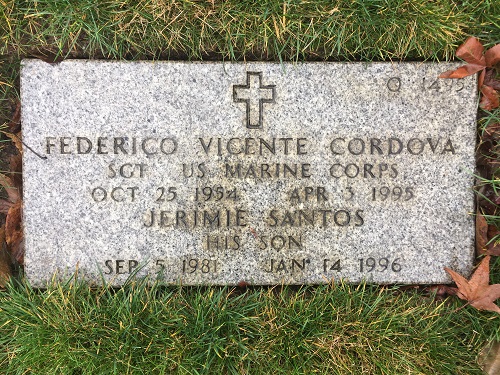 O 1495
FEDERICO VICENTE CORDOVA
SGT US MARINE CORPS
OCT 25 1954 APR 3 1995
JERIMIE SANTOS
HIS SON
SEP 5 1981 JAN 14 1996